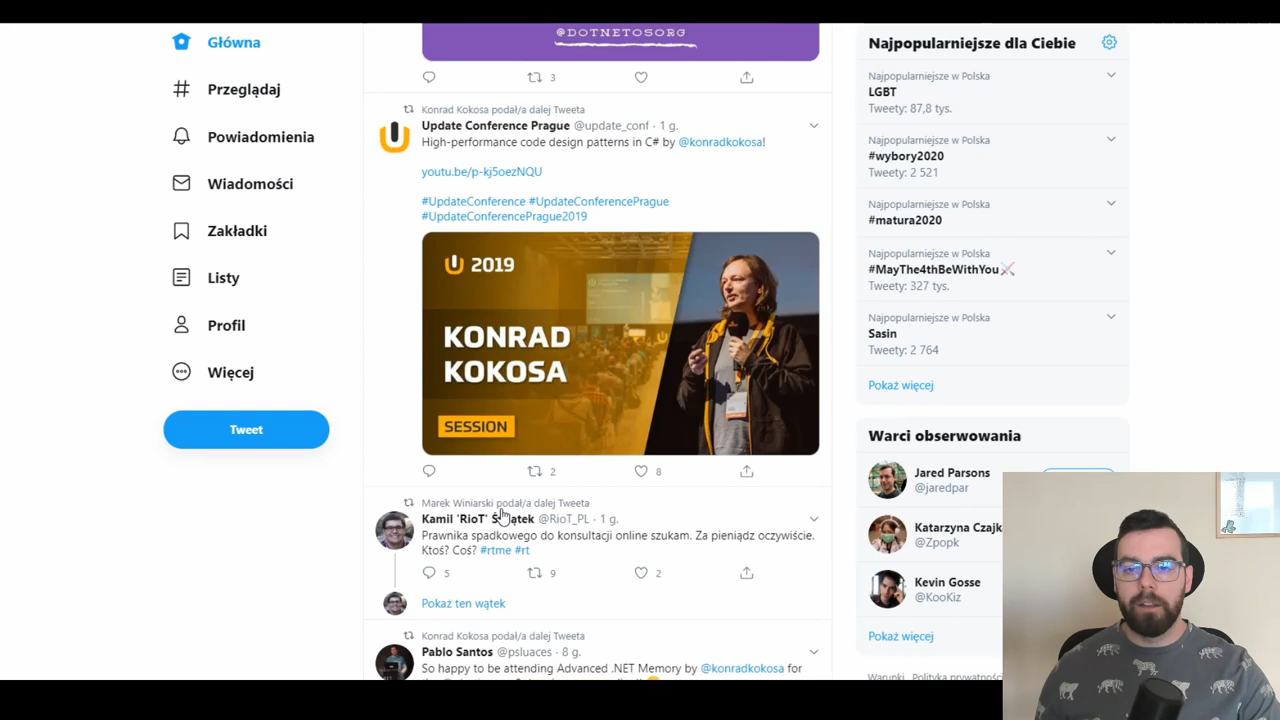 Główna
Przeglądaj
Powiadomienia
Wiadomości
Zakładki
Listy
Profil
Więcej
Tweet
@DOTNETOSORG
3
Konrad Kokosa podał/a dalej Tweeta
Update Conference Prague @update_conf · 1 g.
High-performance code design patterns in C# by @konradkokosa!
youtu.be/p-kj5oezNQU
#UpdateConference #UpdateConferencePrague
#UpdateConferencePrague2019
2019
KONRAD
KOKOSA
SESSION
2 8
Marek Winiarski podał/a dalej Tweeta
Kamil 'RioT' @RioT_PL · 1 g.
Prawnika spadkowego do konsultacji online szukam. Za pieniądz oczywiście.
Ktoś? Coś? #rtme #rt
5 9 2
Pokaż ten wątek
Konrad Kokosa podał/a dalej Tweeta
Pablo Santos @psluaces · 8 g.
So happy to be attending Advanced .NET Memory by @konradkokosa for
Najpopularniejsze dla Ciebie
Najpopularniejsze w Polska
LGBT
Tweety: 87,8 tys.
Najpopularniejsze w Polska
#wybory2020
Tweety: 2 521
Najpopularniejsze w Polska
#matura2020
Najpopularniejsze w Polska
#MayThe4thBeWithYou
Tweety: 327 tys.
Najpopularniejsze w Polska
Sasin
Tweety: 2 764
Pokaż więcej
Warci obserwowania
Jared Parsons
@jaredpar
Katarzyna Czajk
@Zpopk
Kevin Gosse
@KooKiz
Pokaż więcej
Warunki Polityka prywatności